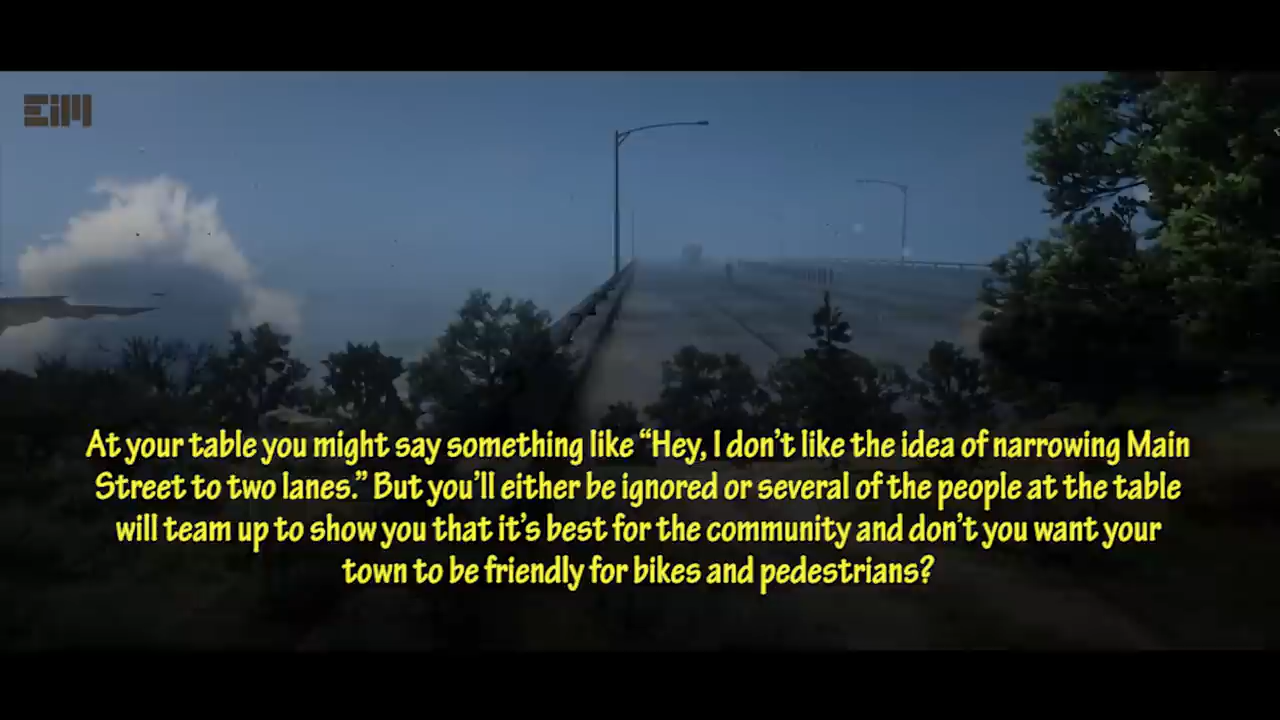 EiM
At your table you might say something like “Hey, I don’t like the idea of narrowing Main
Street to two lanes.” But you’ll either be ignored or several of the people at the table
will team up to show you that it’s best for the community and don’t you want your
town to be friendly for bikes and pedestrians?